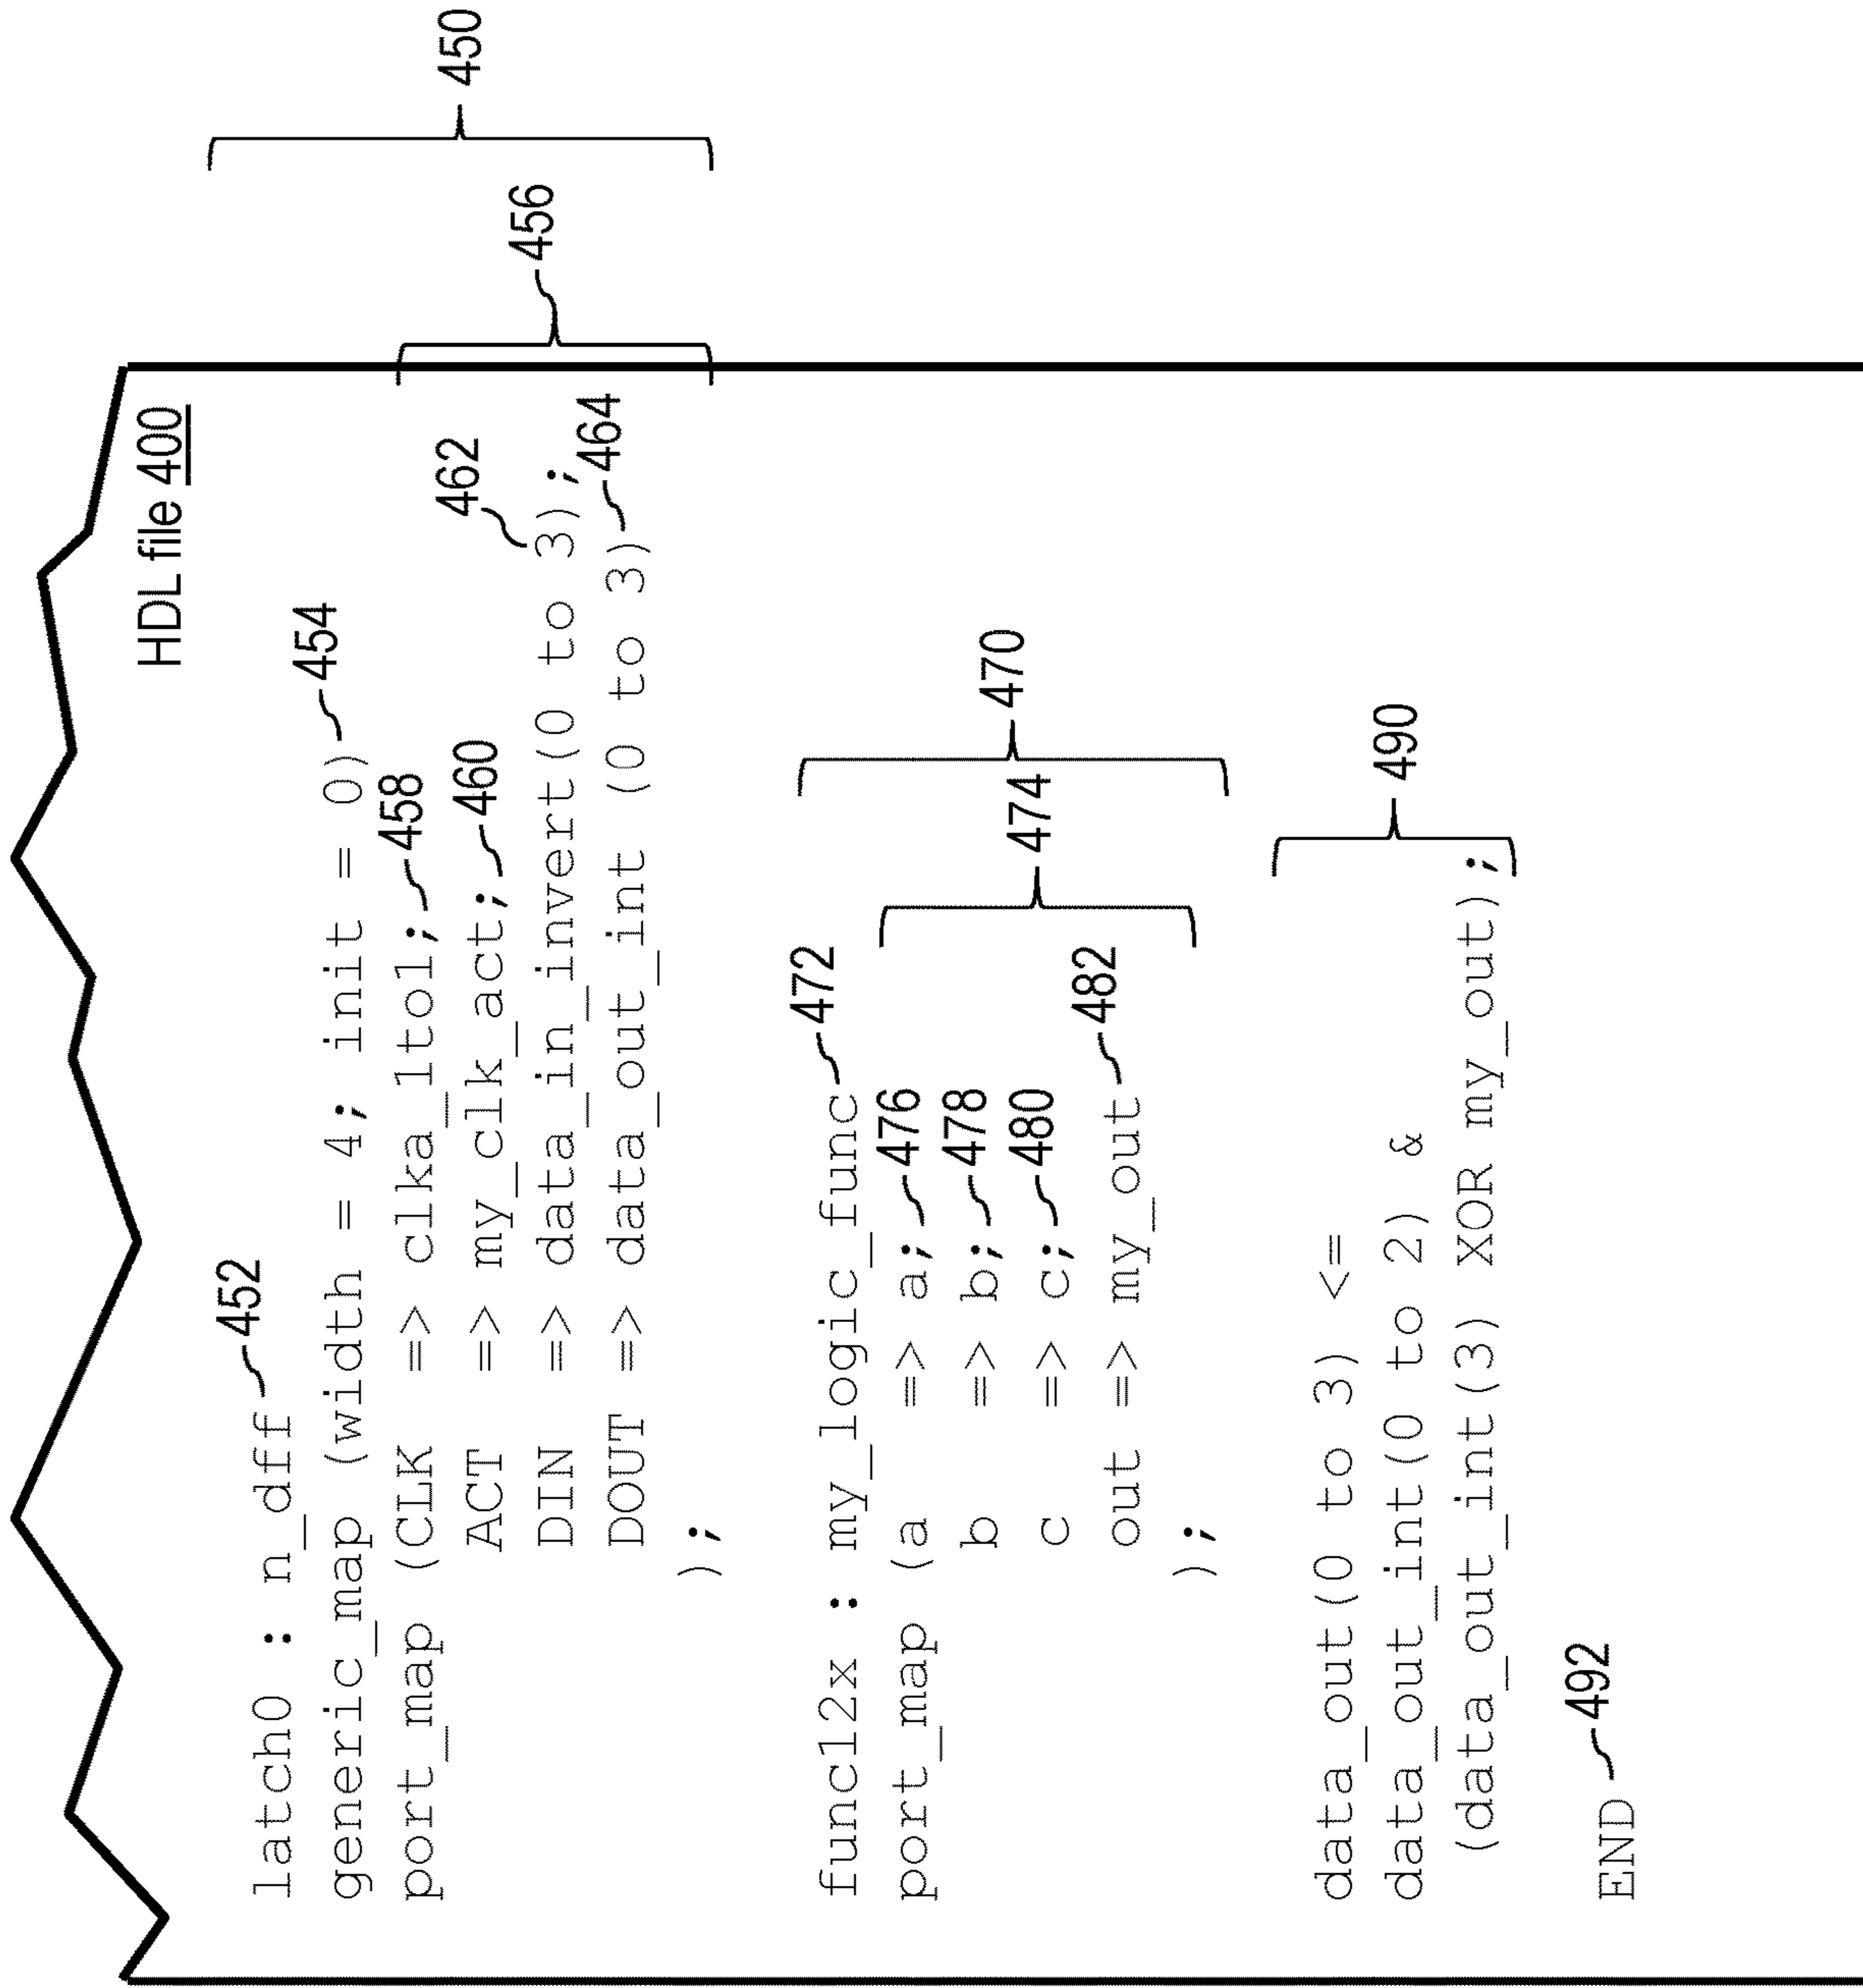 HDL file 400
450
latch0 : n_dff 452
generic_map (width = 4; init = 0) 454
port_map (CLK => clka_1to1; 458
ACT => my_clk_act; 460
456
DIN => data_in_invert(0 to 3); 462
DOUT => data_out_int (0 to 3) 464
);
func12x : my_logic_func 472
port_map (a => a; 476
b => b; 478
474 470
c => c; 480
out => my_out 482
);
data_out(0 to 3) <=
data_out_int(0 to 2) & 490
(data_out_int(3) XOR my_out);
END 492